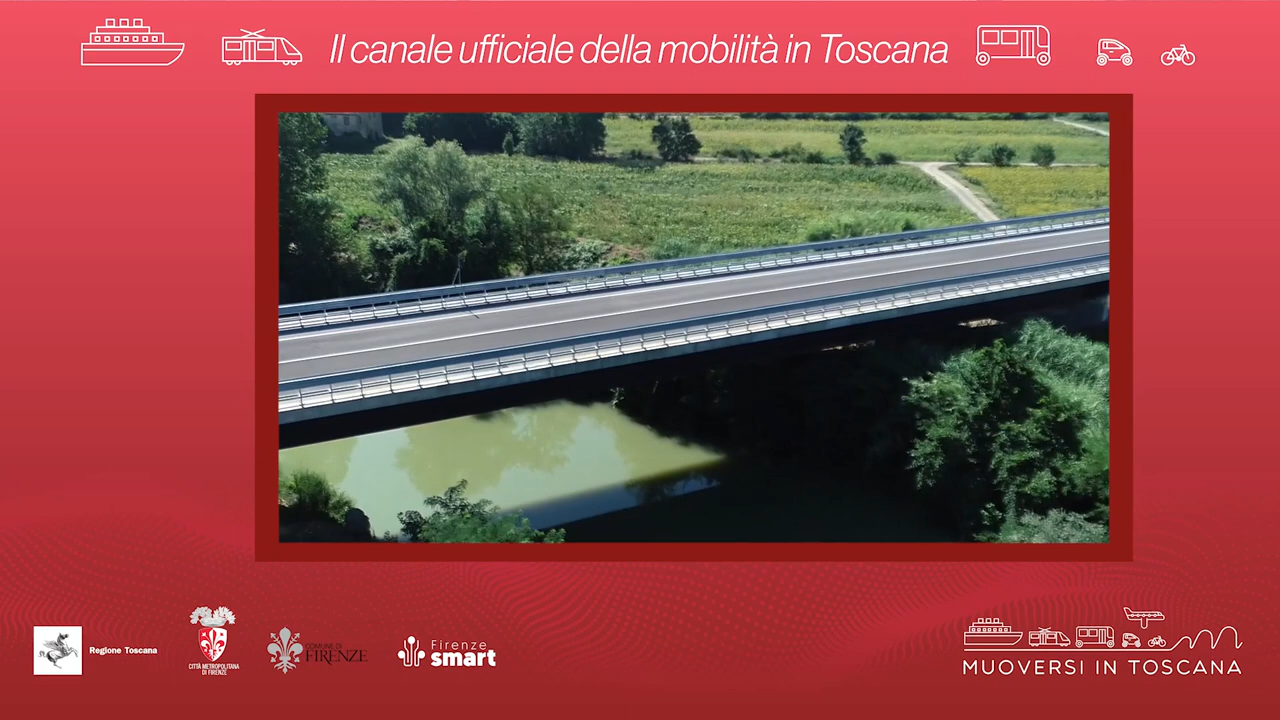 Il canale ufficiale della mobilità in Toscana
Regione Toscana
CITTÀ METROPOLITANA
DI FIRENZE
COMUNE DI
FIRENZE
Firenze
smart
MUOVERSI IN TOSCANA